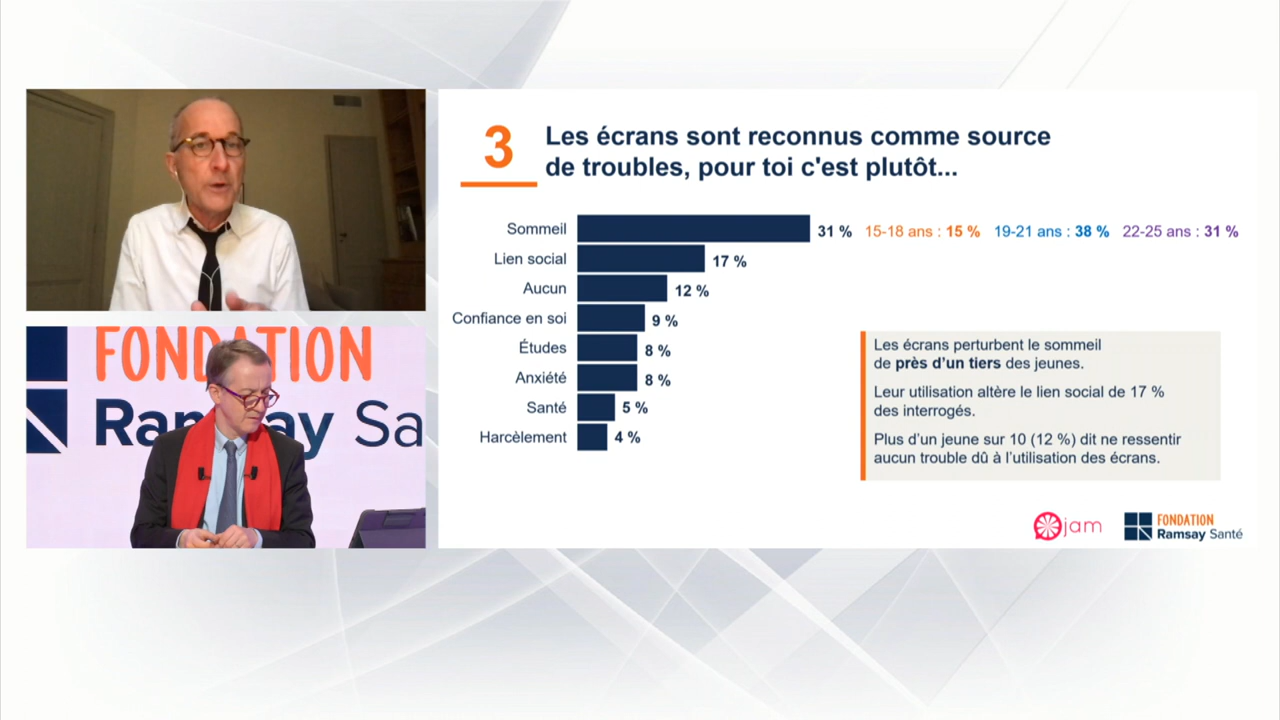 FONDATION
Ramsay Sa
3
Les écrans sont reconnus comme source
de troubles, pour toi c'est plutôt...
Sommeil 31 % 15-18 ans : 15 % 19-21 ans : 38 % 22-25 ans : 31 %
Lien social 17 %
Aucun 12 %
Confiance en soi 9 %
Études 8 %
Anxiété 8 %
Santé 5 %
Harcèlement 4 %
Les écrans perturbent le sommeil
de près d'un tiers des jeunes.
Leur utilisation altère le lien social de 17 %
des interrogés.
Plus d'un jeune sur 10 (12 %) dit ne ressentir
aucun trouble dû à l'utilisation des écrans.
jam
FONDATION
Ramsay Santé